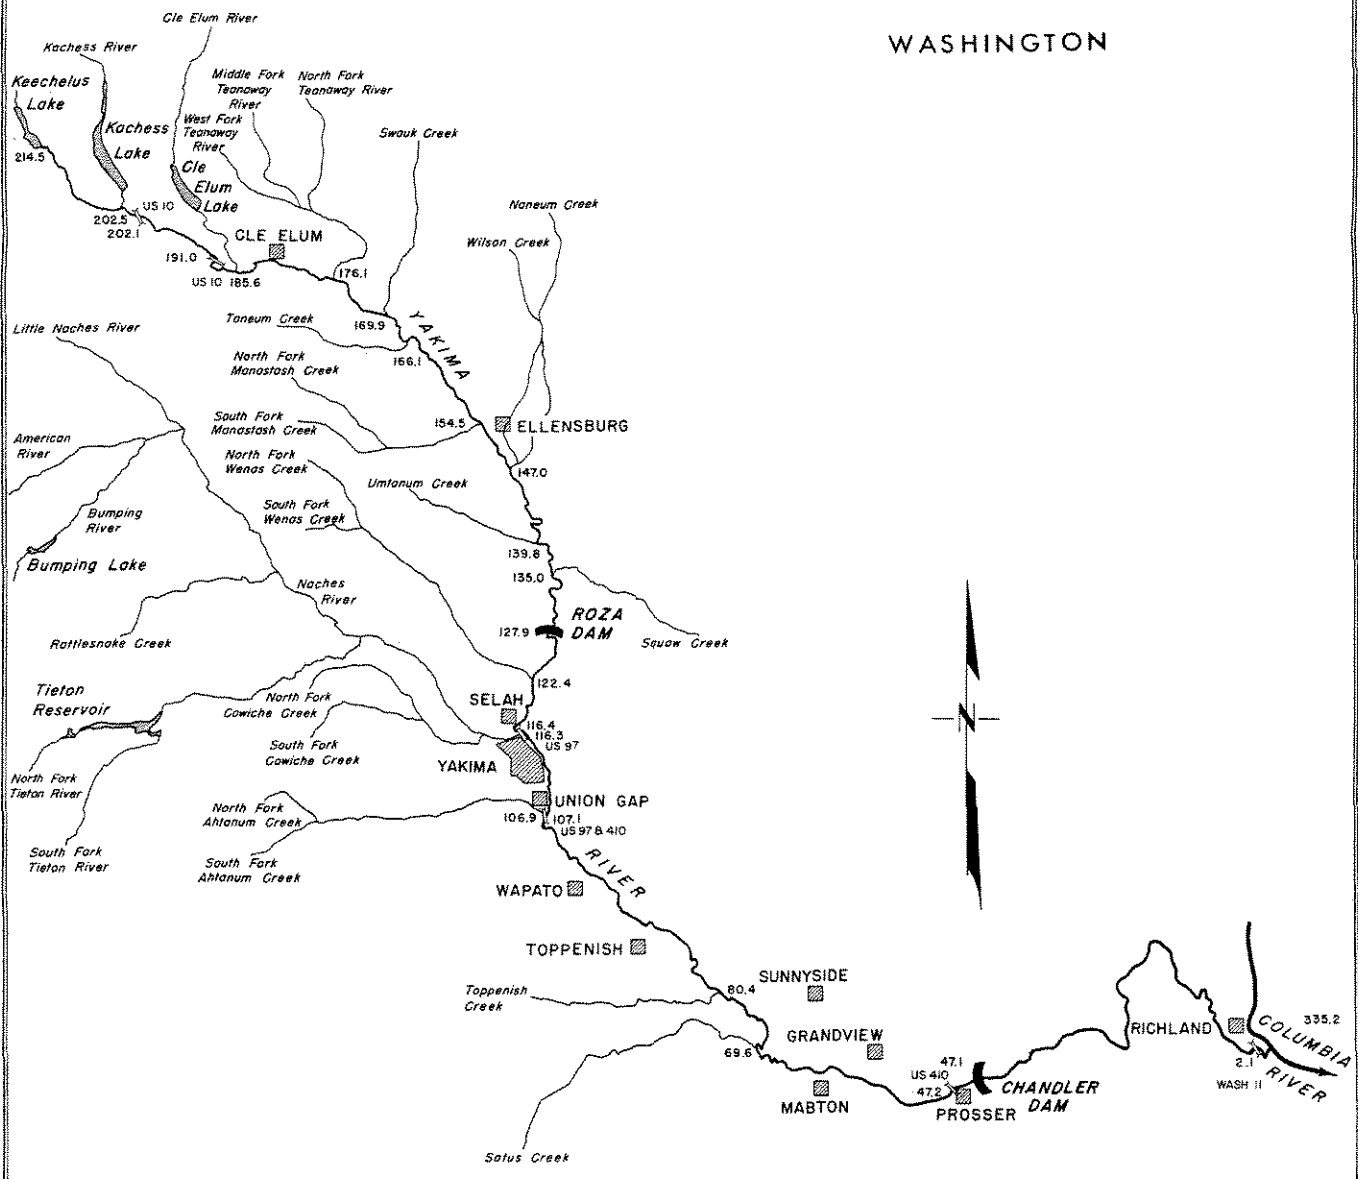 WASHINGTON
Cle Elum River
Kachess River
Keechelus
Lake
Middle Fork
Teanaway
River
North Fork
Teanaway River
West Fork
Teanaway
River
Swauk Creek
Kachess
Lake
214.5
Cle
Elum
Lake
202.5
US 10
202.1
CLE ELUM
191.0
US 10
185.6
176.1
Naneum Creek
Wilson Creek
Little Naches River
Taneum Creek
169.9
166.1
YAKIMA
North Fork
Manastash Creek
South Fork
Manastash Creek
154.5
ELLENSBURG
American
River
North Fork
Wenas Creek
147.0
Umtanum Creek
South Fork
Wenas Creek
Bumping
River
Bumping Lake
139.8
135.0
Naches
River
ROZA
DAM
127.9
Squaw Creek
Rattlesnake Creek
122.4
Tieton
Reservoir
North Fork
Cowiche Creek
SELAH
116.4
116.3
US 97
South Fork
Cowiche Creek
YAKIMA
North Fork
Tieton River
UNION GAP
North Fork
Ahtanum Creek
106.9
107.1
US 97 & 410
South Fork
Tieton River
South Fork
Ahtanum Creek
RIVER
WAPATO
TOPPENISH
Toppenish
Creek
80.4
SUNNYSIDE
GRANDVIEW
69.6
MABTON
47.1
US 410
47.2
PROSSER
CHANDLER
DAM
RICHLAND
COLUMBIA
RIVER
335.2
2.1
WASH 11
Satus Creek
N